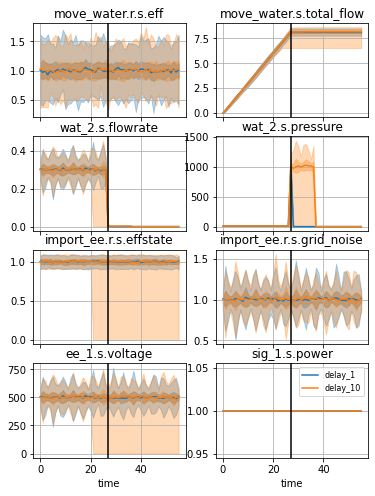 move_water.r.s.eff
move_water.s.total_flow
1.5
1.0
0.5
7.5
5.0
2.5
0.0
wat_2.s.flowrate
wat_2.s.pressure
0.4
0.2
0.0
1500
1000
500
0
import_ee.r.s.effstate
import_ee.r.s.grid_noise
1.0
0.5
0.0
1.5
1.0
0.5
ee_1.s.voltage
sig_1.s.power
750
500
250
0
1.05
1.00
0.95
delay_1
delay_10
0 20 40
0 20 40
time
time